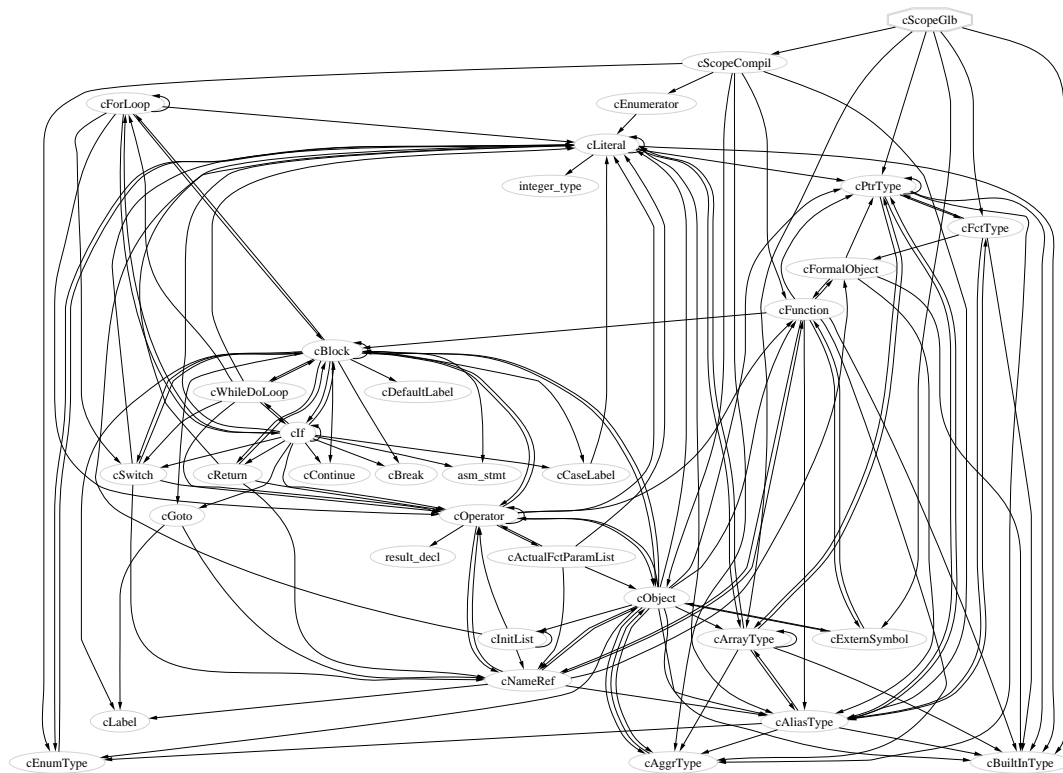 cScopeGlb
cScopeCompil
cForLoop
cEnumerator
cLiteral
integer_type
cPtrType
cFctType
cFormalObject
cFunction
cBlock
cWhileDoLoop
cDefaultLabel
cIf
cSwitch
cReturn
cContinue
cBreak
asm_stmt
cCaseLabel
cGoto
cOperator
result_decl
cActualFctParamList
cObject
cInitList
cArrayType
cExternSymbol
cNameRef
cLabel
cAliasType
cEnumType
cAggrType
cBuiltInType